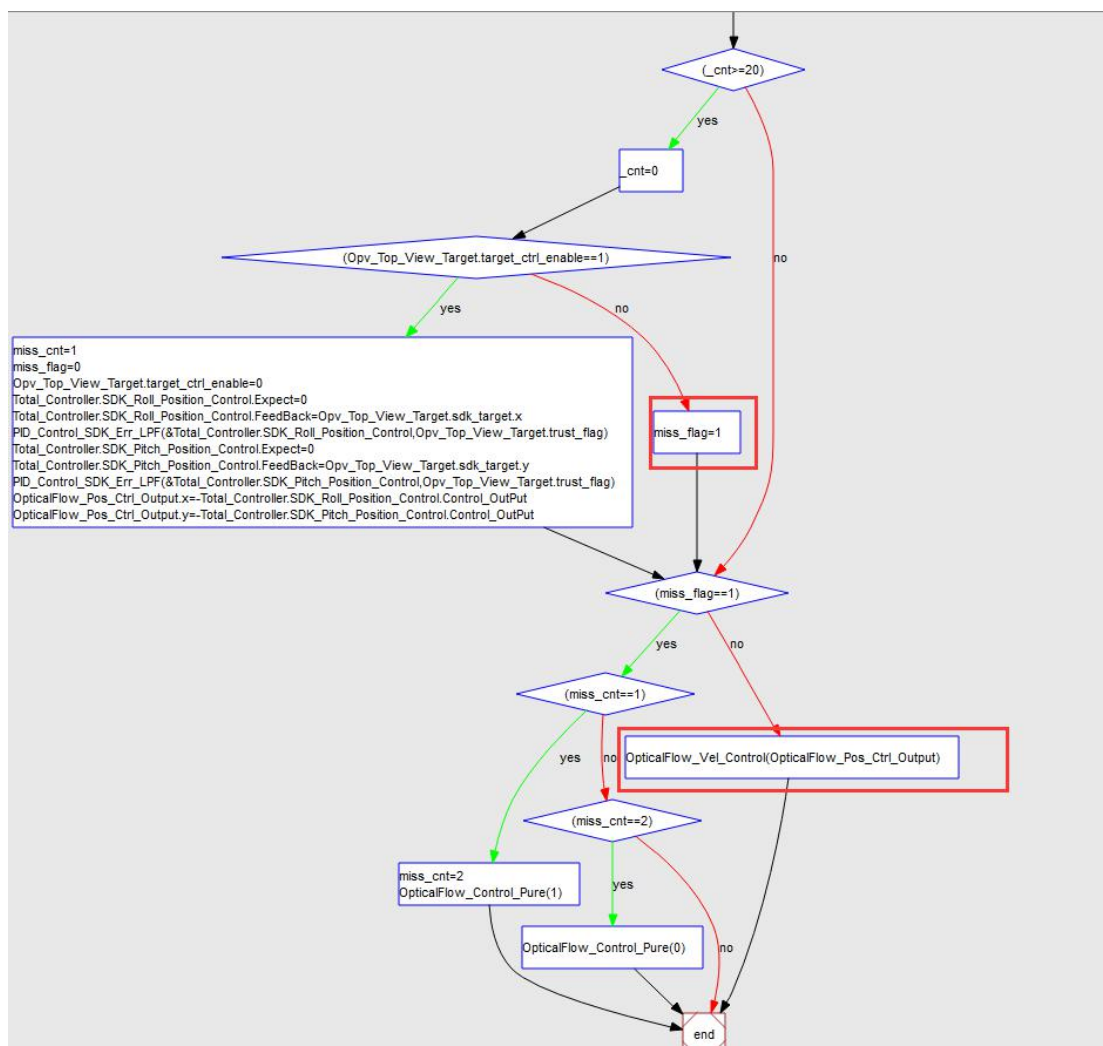 (_cnt>=20)
yes
_cnt=0
no
(Opv_Top_View_Target.target_ctrl_enable==1)
yes
no
miss_cnt=1
miss_flag=0
Opv_Top_View_Target.target_ctrl_enable=0
Total_Controller.SDK_Roll_Position_Control.Expect=0
Total_Controller.SDK_Roll_Position_Control.FeedBack=Opv_Top_View_Target.sdk_target.x
PID_Control_SDK_Err_LPF(&Total_Controller.SDK_Roll_Position_Control,Opv_Top_View_Target.trust_flag)
Total_Controller.SDK_Pitch_Position_Control.Expect=0
Total_Controller.SDK_Pitch_Position_Control.FeedBack=Opv_Top_View_Target.sdk_target.y
PID_Control_SDK_Err_LPF(&Total_Controller.SDK_Pitch_Position_Control,Opv_Top_View_Target.trust_flag)
OpticalFlow_Pos_Ctrl_Output.x=-Total_Controller.SDK_Roll_Position_Control.Control_OutPut
OpticalFlow_Pos_Ctrl_Output.y=-Total_Controller.SDK_Pitch_Position_Control.Control_OutPut
miss_flag=1
(miss_flag==1)
yes
no
(miss_cnt==1)
yes
no
OpticalFlow_Vel_Control(OpticalFlow_Pos_Ctrl_Output)
(miss_cnt==2)
miss_cnt=2
OpticalFlow_Control_Pure(1)
yes
no
OpticalFlow_Control_Pure(0)
end